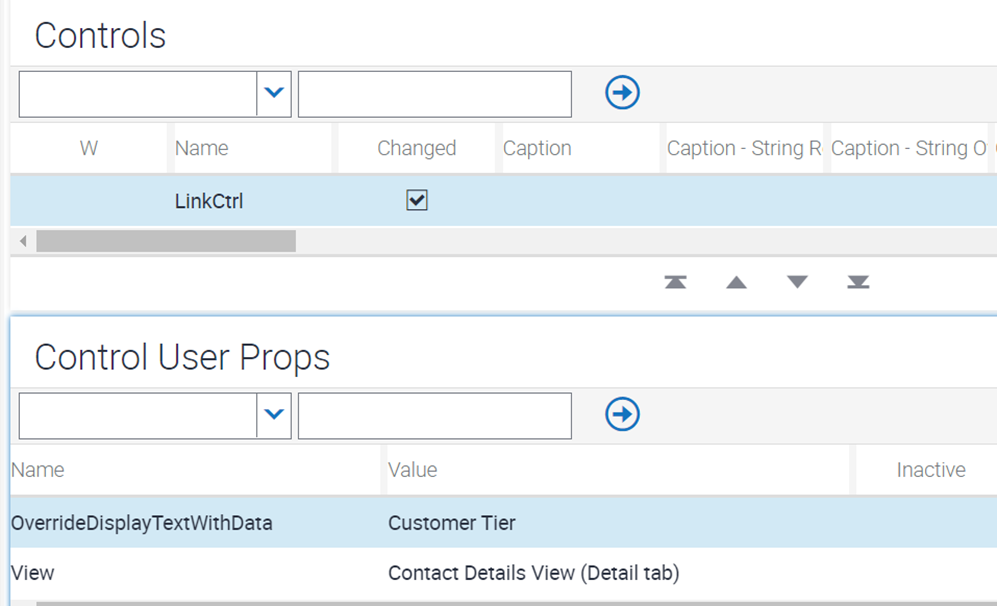 Controls
W Name Changed Caption Caption - String R Caption - String O
LinkCtrl
Control User Props
Name Value Inactive
OverrideDisplayTextWithData Customer Tier
View Contact Details View (Detail tab)